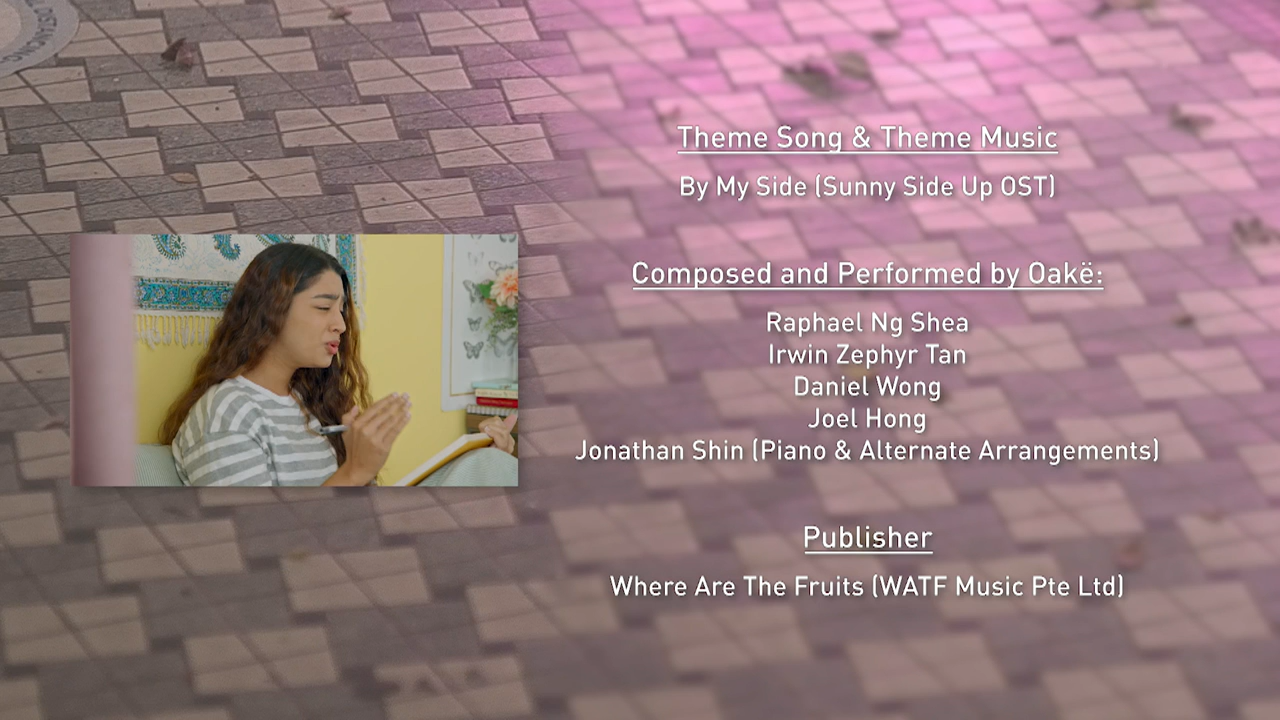 DISTANCING
Theme Song & Theme Music
By My Side (Sunny Side Up OST)
Composed and Performed by Oakë:
Raphael Ng Shea
Irwin Zephyr Tan
Daniel Wong
Joel Hong
Jonathan Shin (Piano & Alternate Arrangements)
Publisher
Where Are The Fruits (WATF Music Pte Ltd)